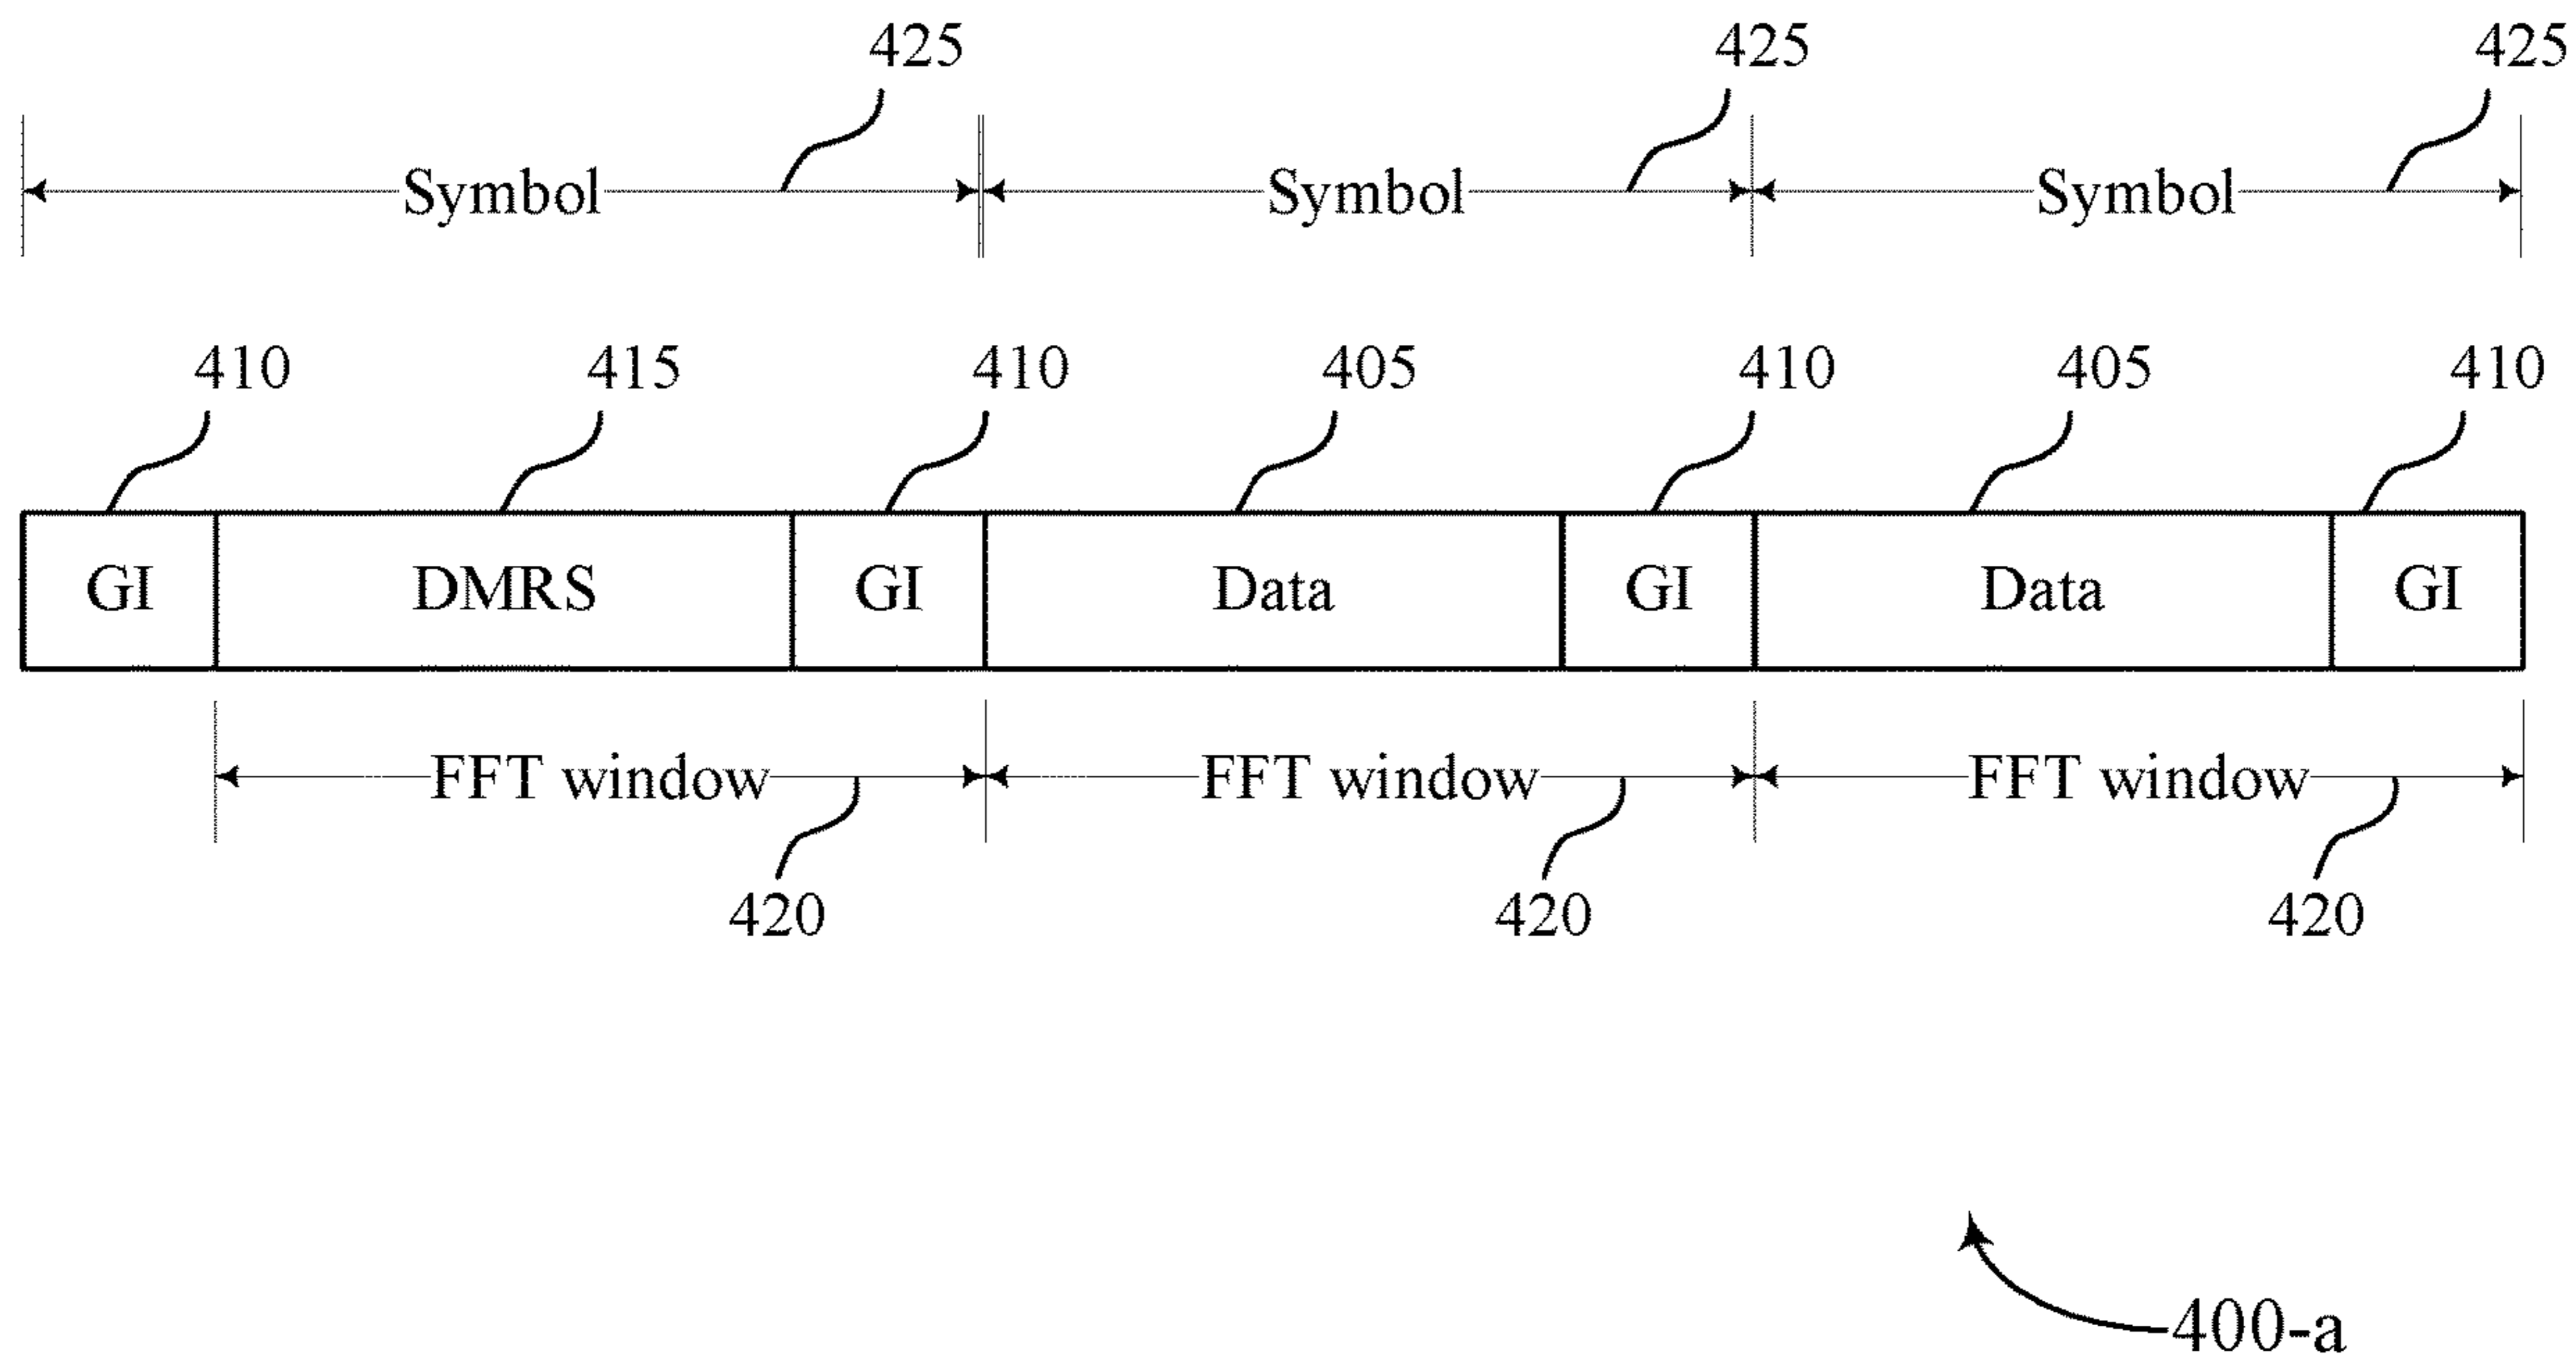 425 425 425
Symbol Symbol Symbol
410 415 410 405 410 405 410
GI DMRS GI Data GI Data GI
FFT window FFT window FFT window
420 420 420
400-a